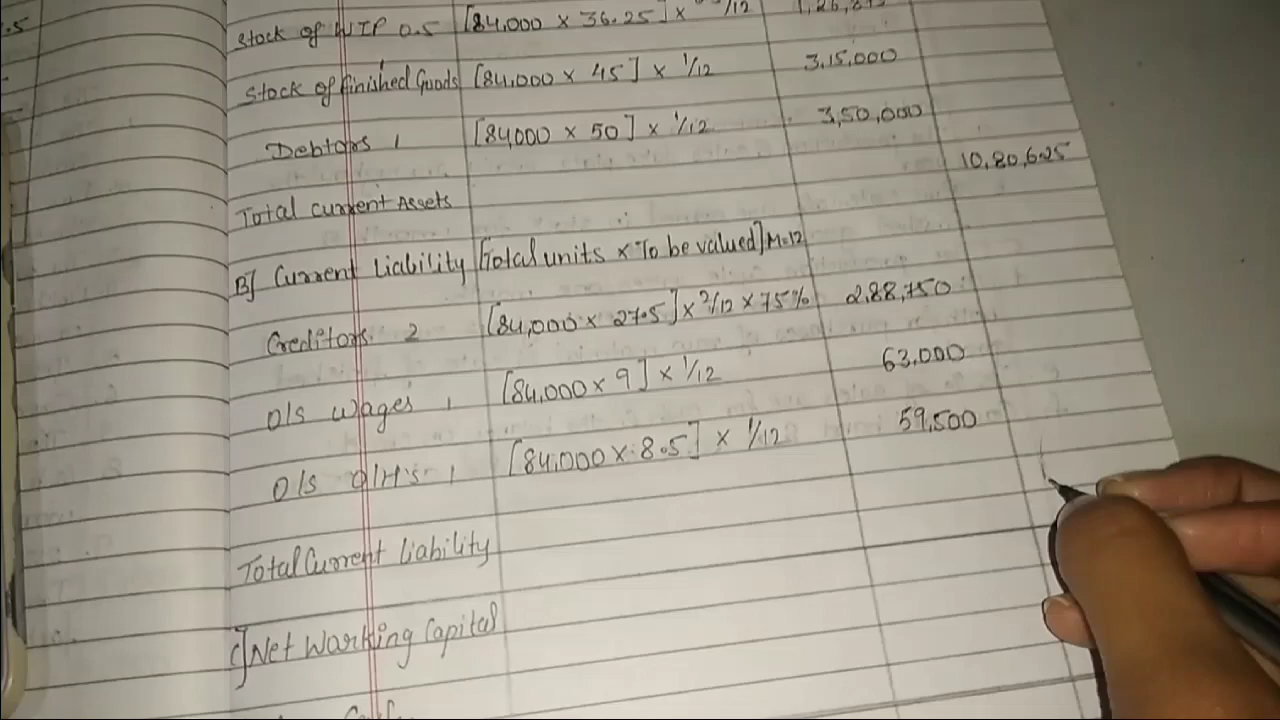 Stock of WIP 0.5 [84,000 × 36.25] × /12
Stock of finished Goods [84,000 × 45] × 1/12 3,15,000
Debtors 1 [84,000 × 50] × 1/12 3,50,000
10,80,625
Total current Assets
B] Current Liability [Total units × To be valued] M÷12
Creditors 2 [84,000 × 27.5] × 2/12 × 75% 2,88,750
O/s wages 1 [84,000 × 9] × 1/12 63,000
O/s O/H's 1 [84,000 × 8.5] × 1/12 59,500
Total Current Liability
C] Net Working Capital